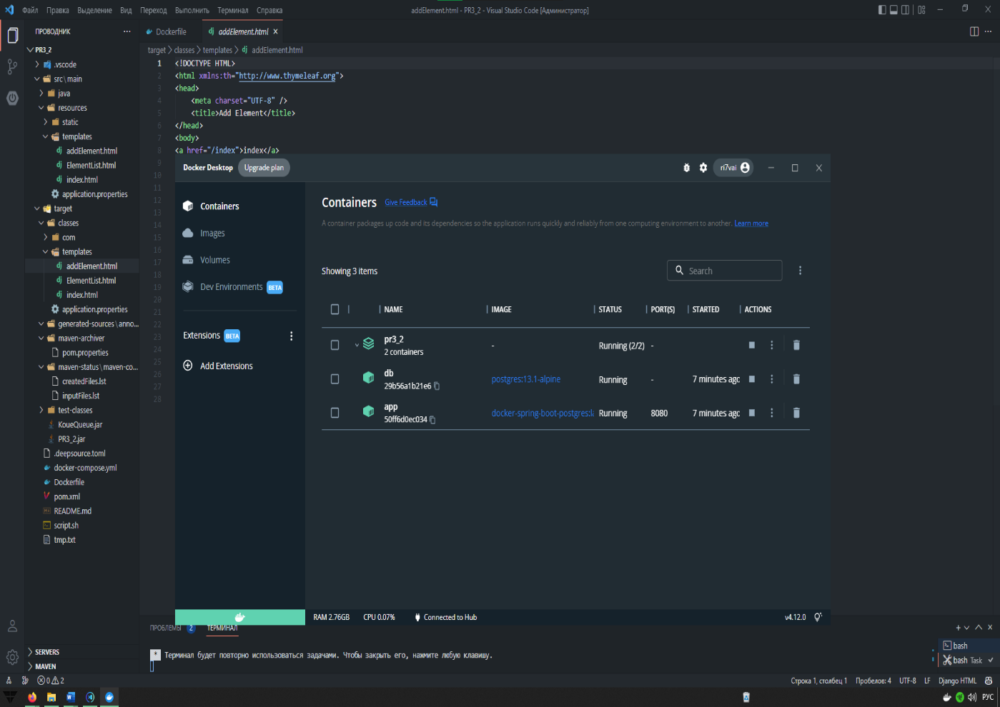 Файл Правка Выделение Вид Переход Выполнить Терминал Справка
addElement.html - PR3_2 - Visual Studio Code [Администратор]
ПРОВОДНИК
PR3_2
.vscode
src\main
java
resources
static
templates
addElement.html
ElementList.html
index.html
application.properties
target
classes
com
templates
addElement.html
ElementList.html
index.html
application.properties
generated-sources\anno...
maven-archiver
pom.properties
maven-status\maven-co...
createdFiles.lst
inputFiles.lst
test-classes
KoueQueue.jar
PR3_2.jar
.deepsource.toml
docker-compose.yml
Dockerfile
pom.xml
README.md
script.sh
tmp.txt
SERVERS
MAVEN
Dockerfile
addElement.html
target > classes > templates > addElement.html
1 <!DOCTYPE HTML>
2 <html xmlns:th="http://www.thymeleaf.org">
3 <head>
4 <meta charset="UTF-8" />
5 <title>Add Element</title>
6 </head>
7 <body>
8 <a href="/index">index</a>
9
10
11
12
13
14
15
16
17
18
19
20
21
22
23
24
25
26
27
28
Docker Desktop Upgrade plan
ri7vai
Containers
Images
Volumes
Dev Environments BETA
Extensions BETA
Add Extensions
Containers Give Feedback
A container packages up code and its dependencies so the application runs quickly and reliably from one computing environment to another. Learn more
Showing 3 items
Search
NAME IMAGE STATUS PORT(S) STARTED ACTIONS
pr3_2
2 containers
- Running (2/2) -
db
29b56a1b21e6
postgres:13.1-alpine Running - 7 minutes ago
app
50ff6d0ec034
docker-spring-boot-postgres:la Running 8080 7 minutes ago
RAM 2.76GB CPU 0.07% Connected to Hub
v4.12.0
ПРОБЛЕМЫ 2 ТЕРМИНАЛ
* Терминал будет повторно использоваться задачами. Чтобы закрыть его, нажмите любую клавишу.
bash
bash Task
0 2
Строка 1, столбец 1 Пробелов: 4 UTF-8 LF Django HTML
РУС